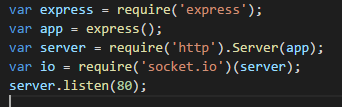 var express = require('express');
var app = express();
var server = require('http').Server(app);
var io = require('socket.io')(server);
server.listen(80);